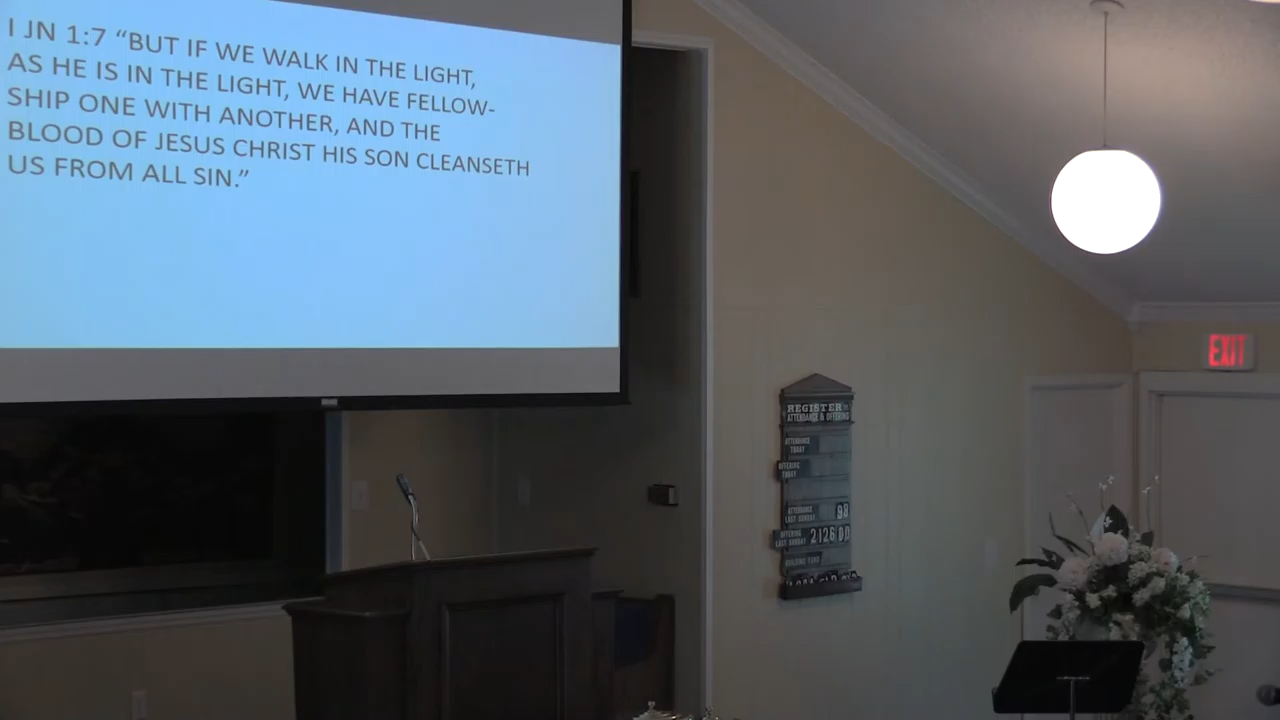 I JN 1:7 “BUT IF WE WALK IN THE LIGHT,
AS HE IS IN THE LIGHT, WE HAVE FELLOW-
SHIP ONE WITH ANOTHER, AND THE
BLOOD OF JESUS CHRIST HIS SON CLEANSETH
US FROM ALL SIN.”
EXIT
REGISTER
ATTENDANCE & OFFERING
ATTENDANCE
TODAY
OFFERING
TODAY
ATTENDANCE
LAST SUNDAY 98
OFFERING
LAST SUNDAY 2126 00
BUILDING FUND